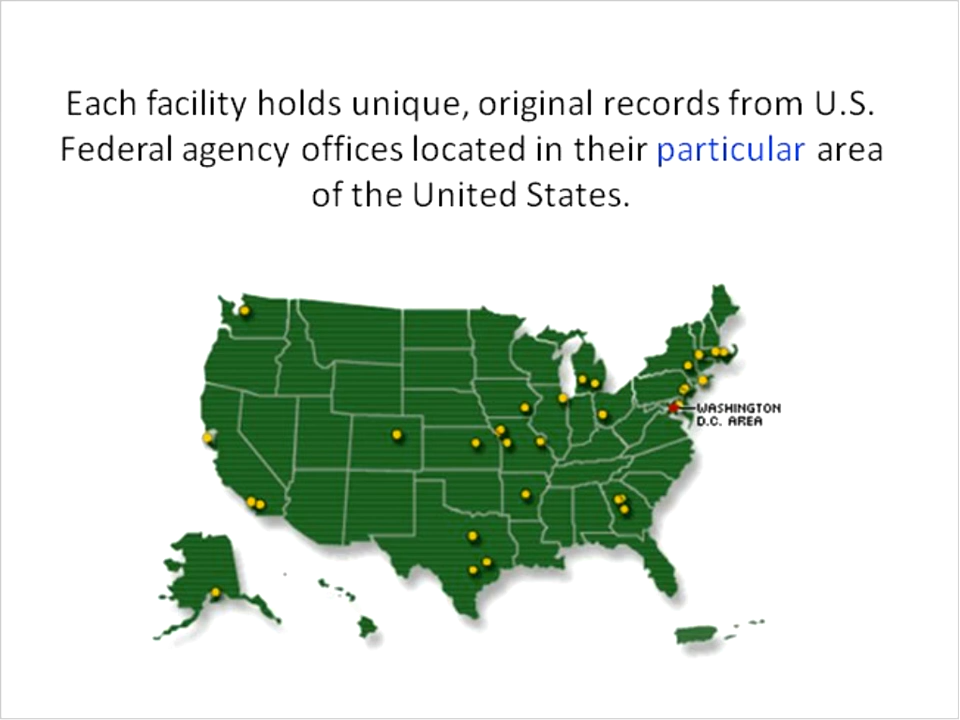 Each facility holds unique, original records from U.S.
Federal agency offices located in their particular area
of the United States.
WASHINGTON
D.C. AREA